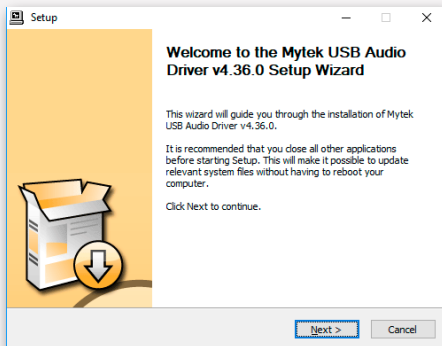 Setup
Welcome to the Mytek USB Audio
Driver v4.36.0 Setup Wizard
This wizard will guide you through the installation of Mytek
USB Audio Driver v4.36.0.
It is recommended that you close all other applications
before starting Setup. This will make it possible to update
relevant system files without having to reboot your
computer.
Click Next to continue.
Next >
Cancel